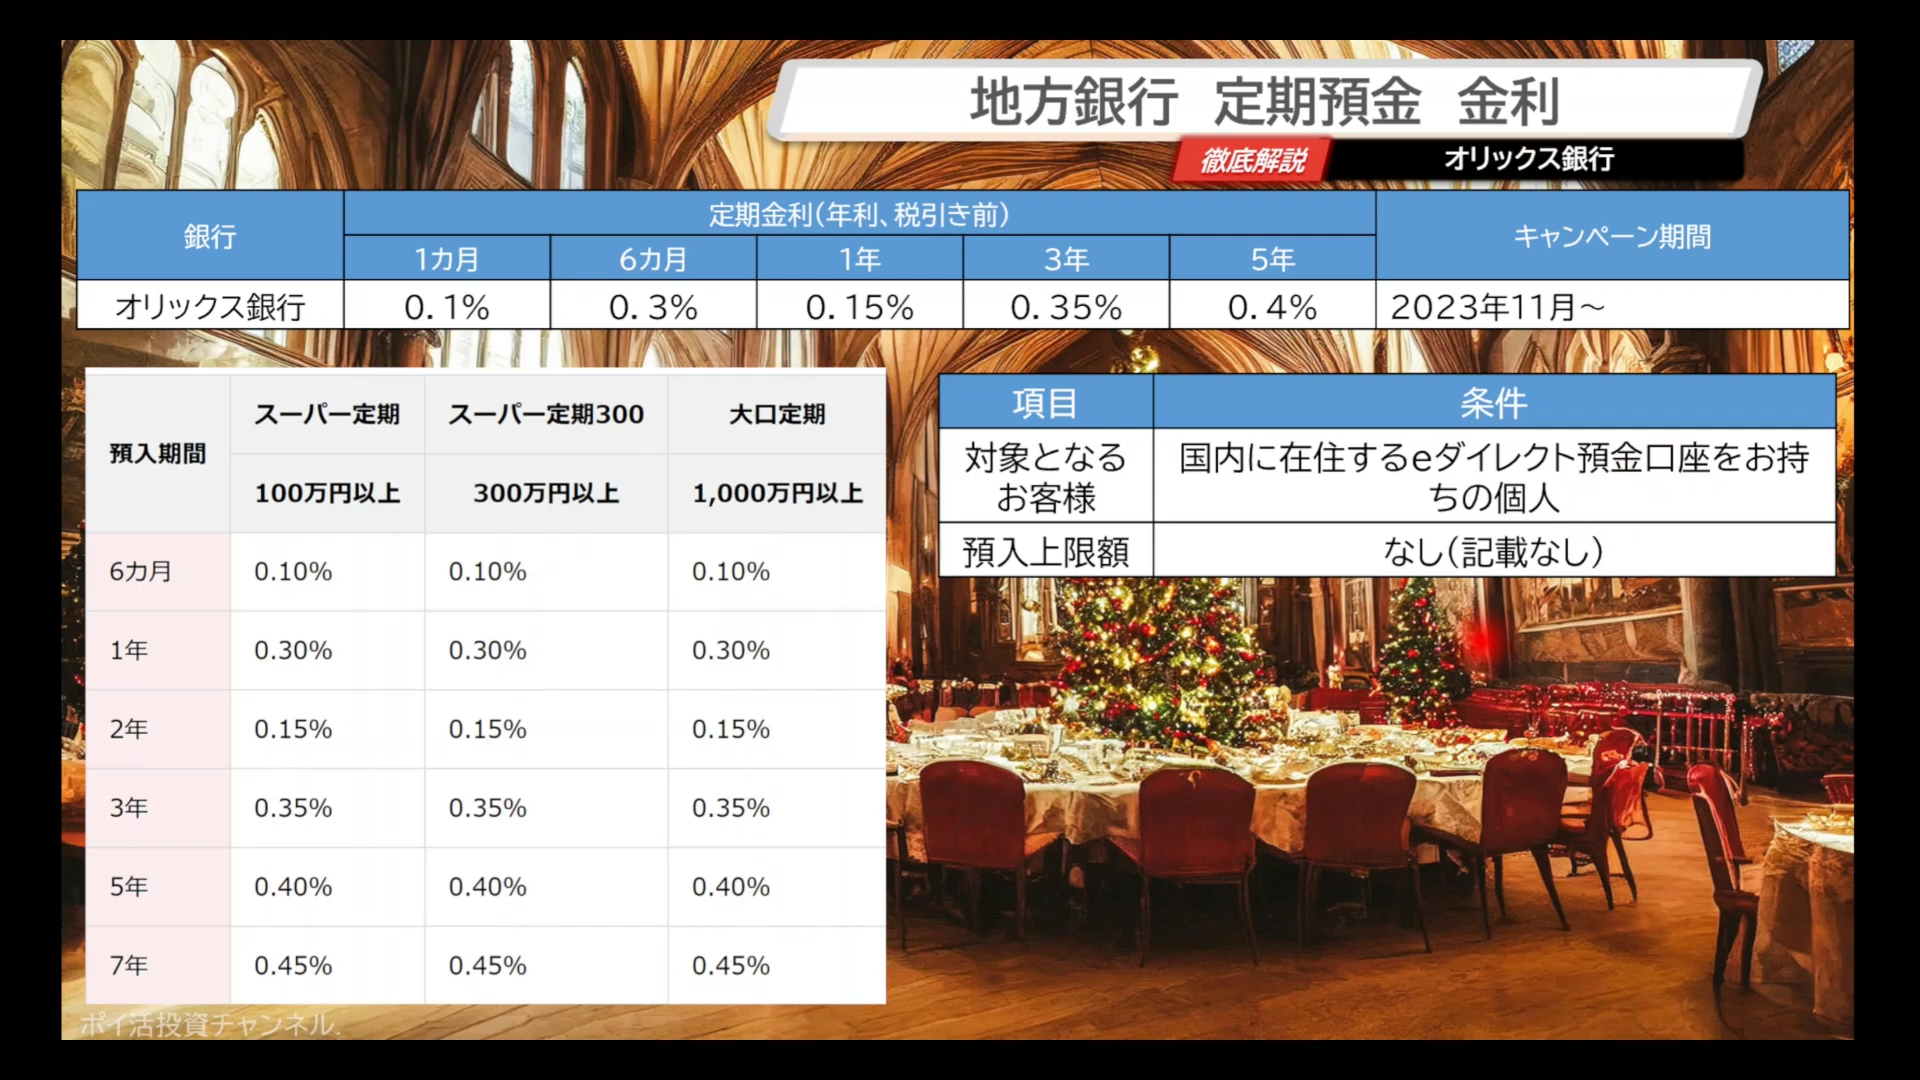 地方銀行　定期預金　金利
徹底解説
オリックス銀行
銀行
定期金利(年利、税引き前)
キャンペーン期間
1カ月
6カ月
1年
3年
5年
オリックス銀行
0.1%
0.3%
0.15%
0.35%
0.4%
2023年11月～
預入期間
スーパー定期
スーパー定期300
大口定期
100万円以上
300万円以上
1,000万円以上
6カ月
0.10%
0.10%
0.10%
1年
0.30%
0.30%
0.30%
2年
0.15%
0.15%
0.15%
3年
0.35%
0.35%
0.35%
5年
0.40%
0.40%
0.40%
7年
0.45%
0.45%
0.45%
項目
条件
対象となる
お客様
国内に在住するeダイレクト預金口座をお持
ちの個人
預入上限額
なし(記載なし)
ポイ活投資チャンネル.